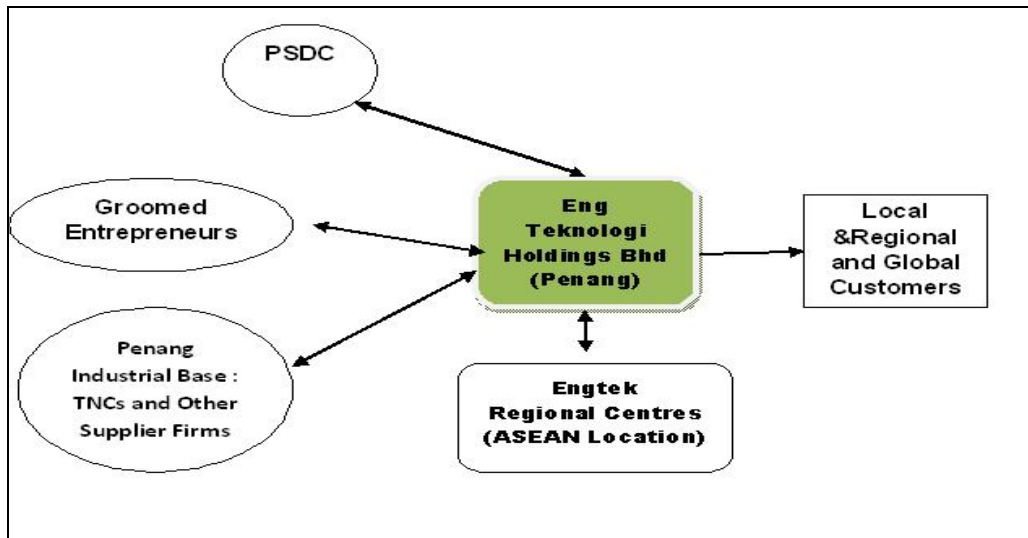 PSDC
Groomed
Entrepreneurs
Penang
Industrial Base :
TNCs and Other
Supplier Firms
Eng
Teknologi
Holdings Bhd
(Penang)
Engtek
Regional Centres
(ASEAN Location)
Local
&Regional
and Global
Customers